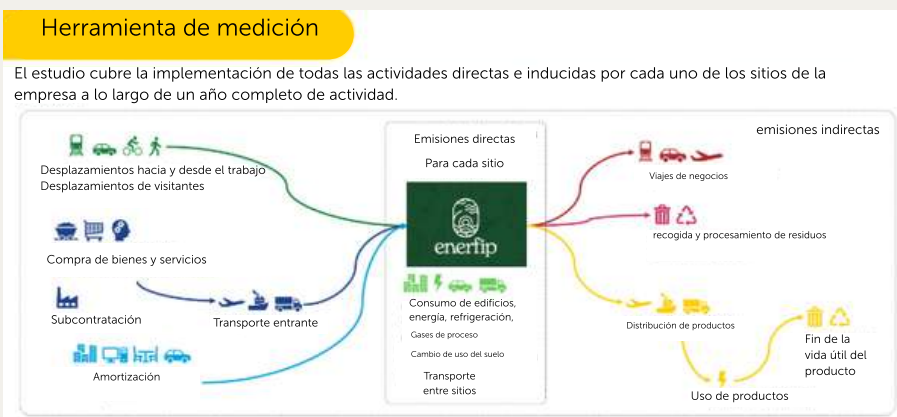 Herramienta de medición
El estudio cubre la implementación de todas las actividades directas e inducidas por cada uno de los sitios de la
empresa a lo largo de un año completo de actividad.
Desplazamientos hacia y desde el trabajo
Desplazamientos de visitantes
Compra de bienes y servicios
Subcontratación
Transporte entrante
Amortización
Emisiones directas
Para cada sitio
enerfip
Consumo de edificios,
energía, refrigeración,
Gases de proceso
Cambio de uso del suelo
Transporte
entre sitios
emisiones indirectas
Viajes de negocios
recogida y procesamiento de residuos
Distribución de productos
Fin de la
vida útil del
producto
Uso de productos